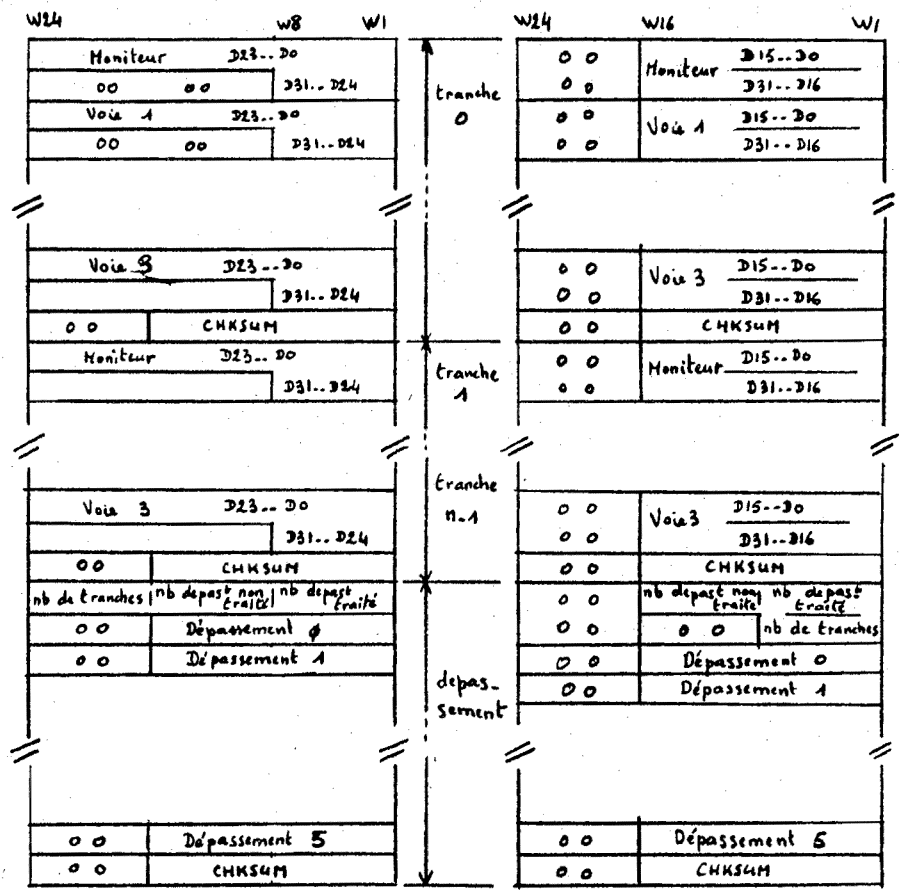 W24 W8 W1
Moniteur D23..D0
00 00 D31..D24
Voie 1 D23..D0
00 00 D31..D24
Voie 3 D23..D0
D31..D24
00 CHKSUM
Moniteur D23..D0
D31..D24
Voie 3 D23..D0
D31..D24
00 CHKSUM
nb de tranches nb depast non traité nb depast traité
00 Dépassement ø
00 Dépassement 1
00 Dépassement 5
00 CHKSUM
tranche
0
tranche
1
tranche
n-1
depas-
sement
W24 W16 W1
00 Moniteur D15..D0
00 D31..D16
00 Voie 1 D15..D0
00 D31..D16
00 Voie 3 D15..D0
00 D31..D16
00 CHKSUM
00 Moniteur D15..D0
00 D31..D16
00 Voie 3 D15..D0
00 D31..D16
00 CHKSUM
00 nb depast non traité nb depast traité
00 00 nb de tranches
00 Dépassement 0
00 Dépassement 1
00 Dépassement 5
00 CHKSUM